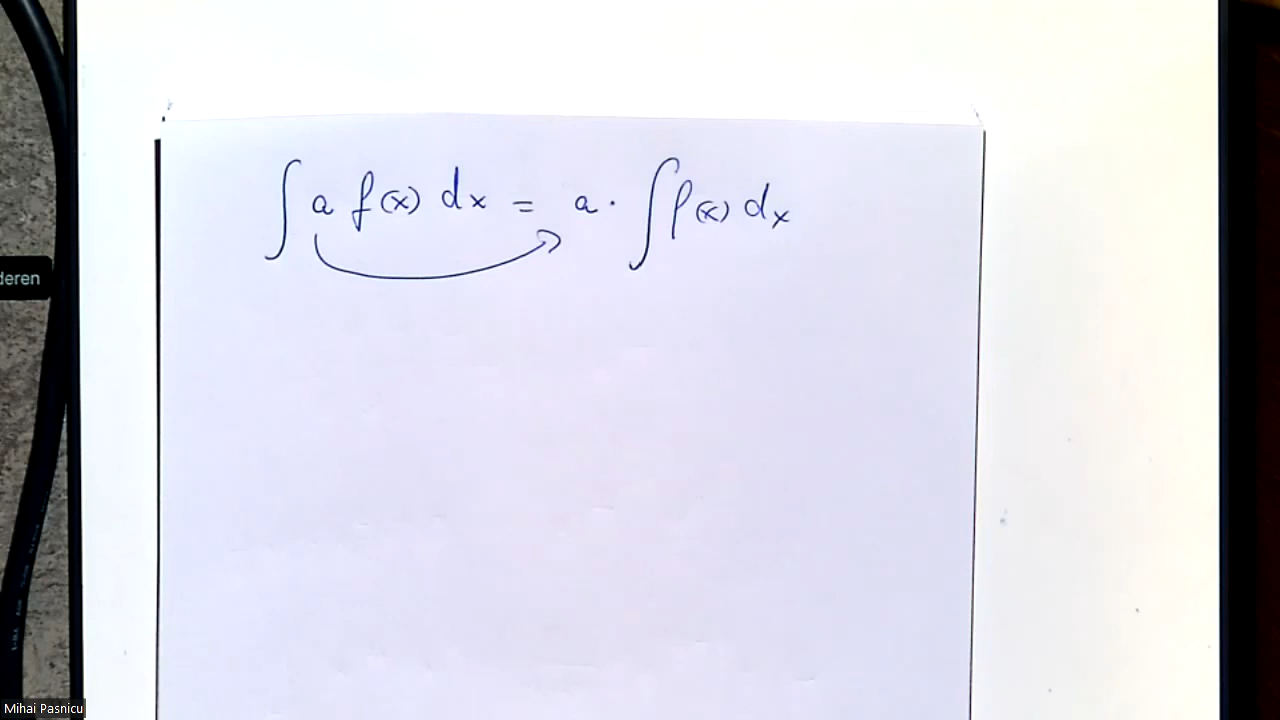 ∫ a f(x) dx = a · ∫ f(x) dx
deren
Mihai Pasnicu